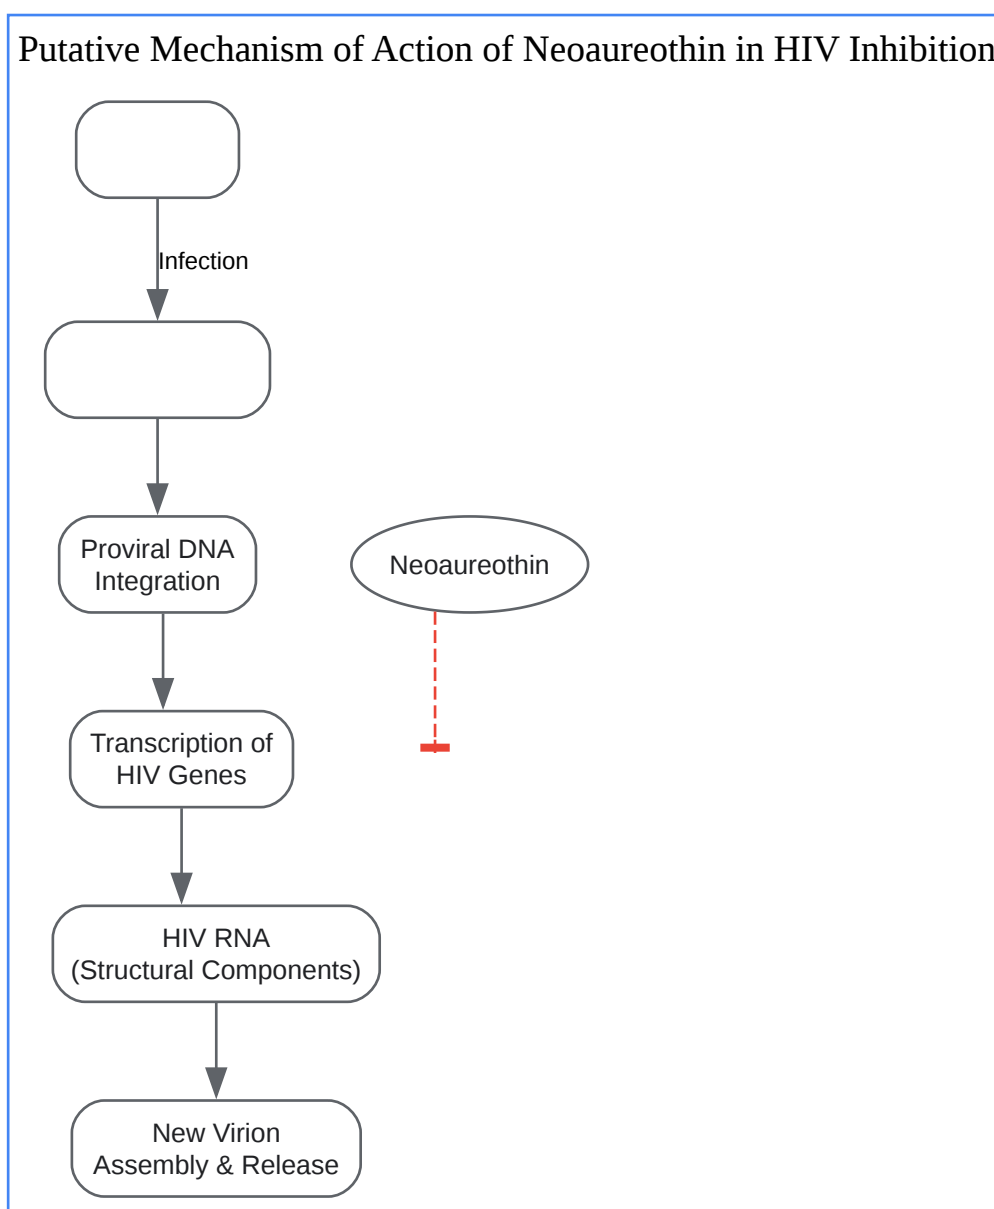 Putative Mechanism of Action of Neoaureothin in HIV Inhibition
Infection
Proviral DNA
Integration
Neoaureothin
Transcription of
HIV Genes
HIV RNA
(Structural Components)
New Virion
Assembly & Release